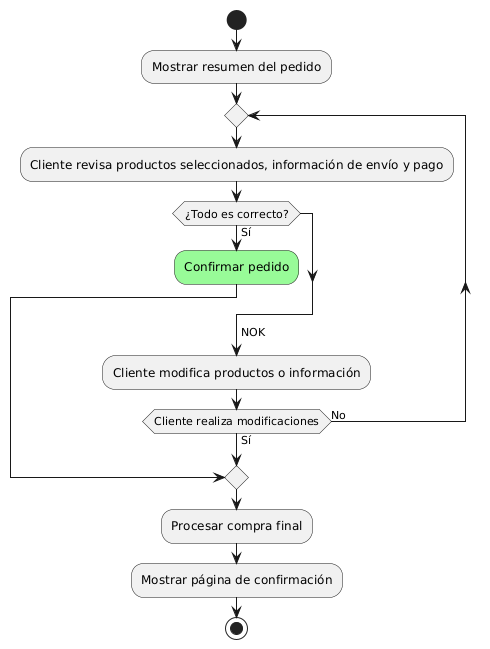 Mostrar resumen del pedido
Cliente revisa productos seleccionados, información de envío y pago
¿Todo es correcto?
Sí
Confirmar pedido
NOK
Cliente modifica productos o información
Cliente realiza modificaciones
No
Sí
Procesar compra final
Mostrar página de confirmación